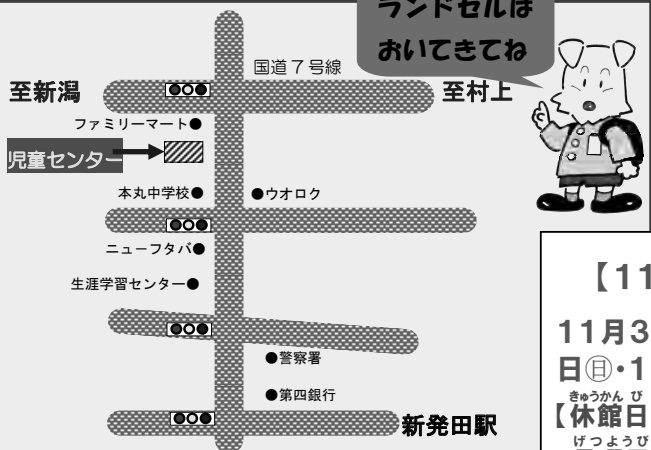 ランドセルは
おいてきてね
国道7号線
至新潟
至村上
ファミリーマート●
児童センター
本丸中学校●
●ウオロク
ニューフタバ●
生涯学習センター●
●警察署
●第四銀行
新発田駅
【11
11月3
日㊐・1
きゅうかん び
【休館日
げつようび